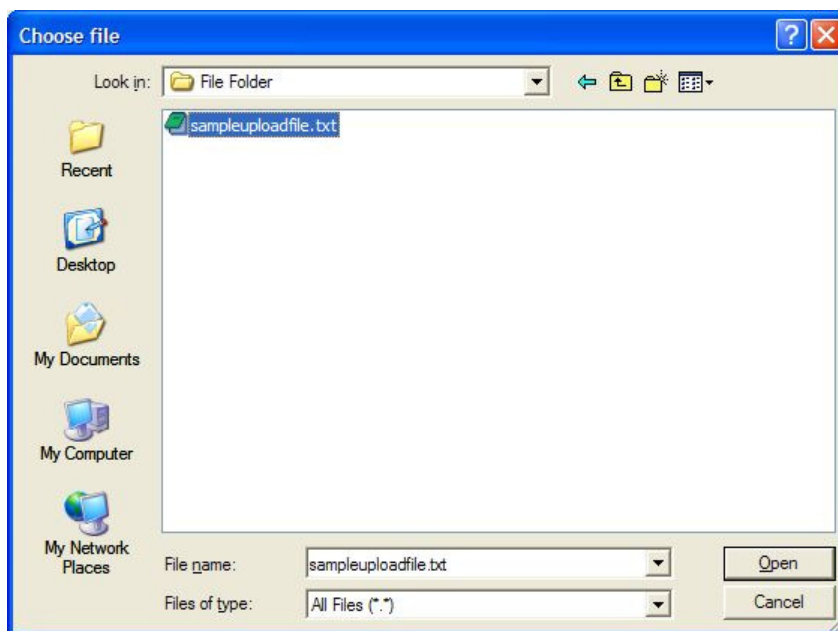 Choose file
Look in:
File Folder
sampleuploadfile.txt
Recent
Desktop
My Documents
My Computer
My Network
Places
File name:
sampleuploadfile.txt
Open
Files of type:
All Files (*.*)
Cancel